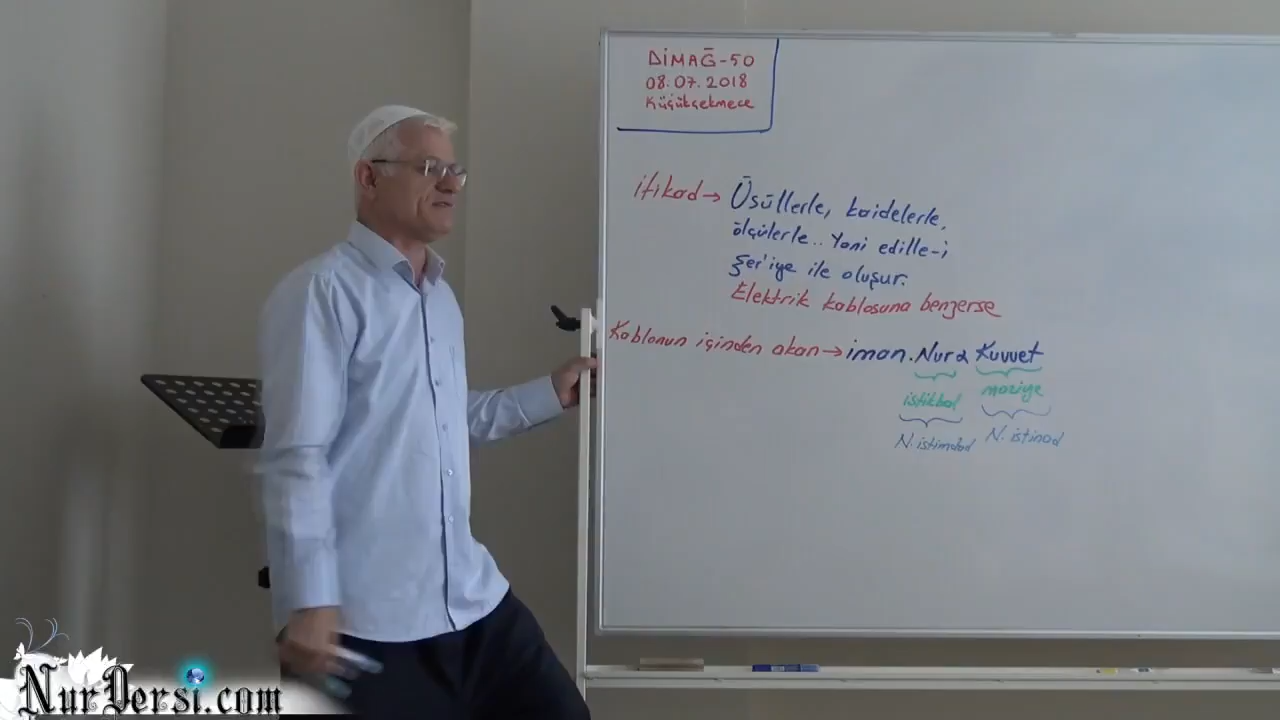 DİMAĞ-50
08.07.2018
Küçükçekmece
itikad → Üsûllerle, kaidelerle,
ölçülerle.. Yani edille-i
Şer'iye ile oluşur.
Elektrik kablosuna benzerse
Kablonun içinden akan → iman. Nur & Kuvvet
istikbal maziye
N. istimdad N. istinad
NurDersi.com